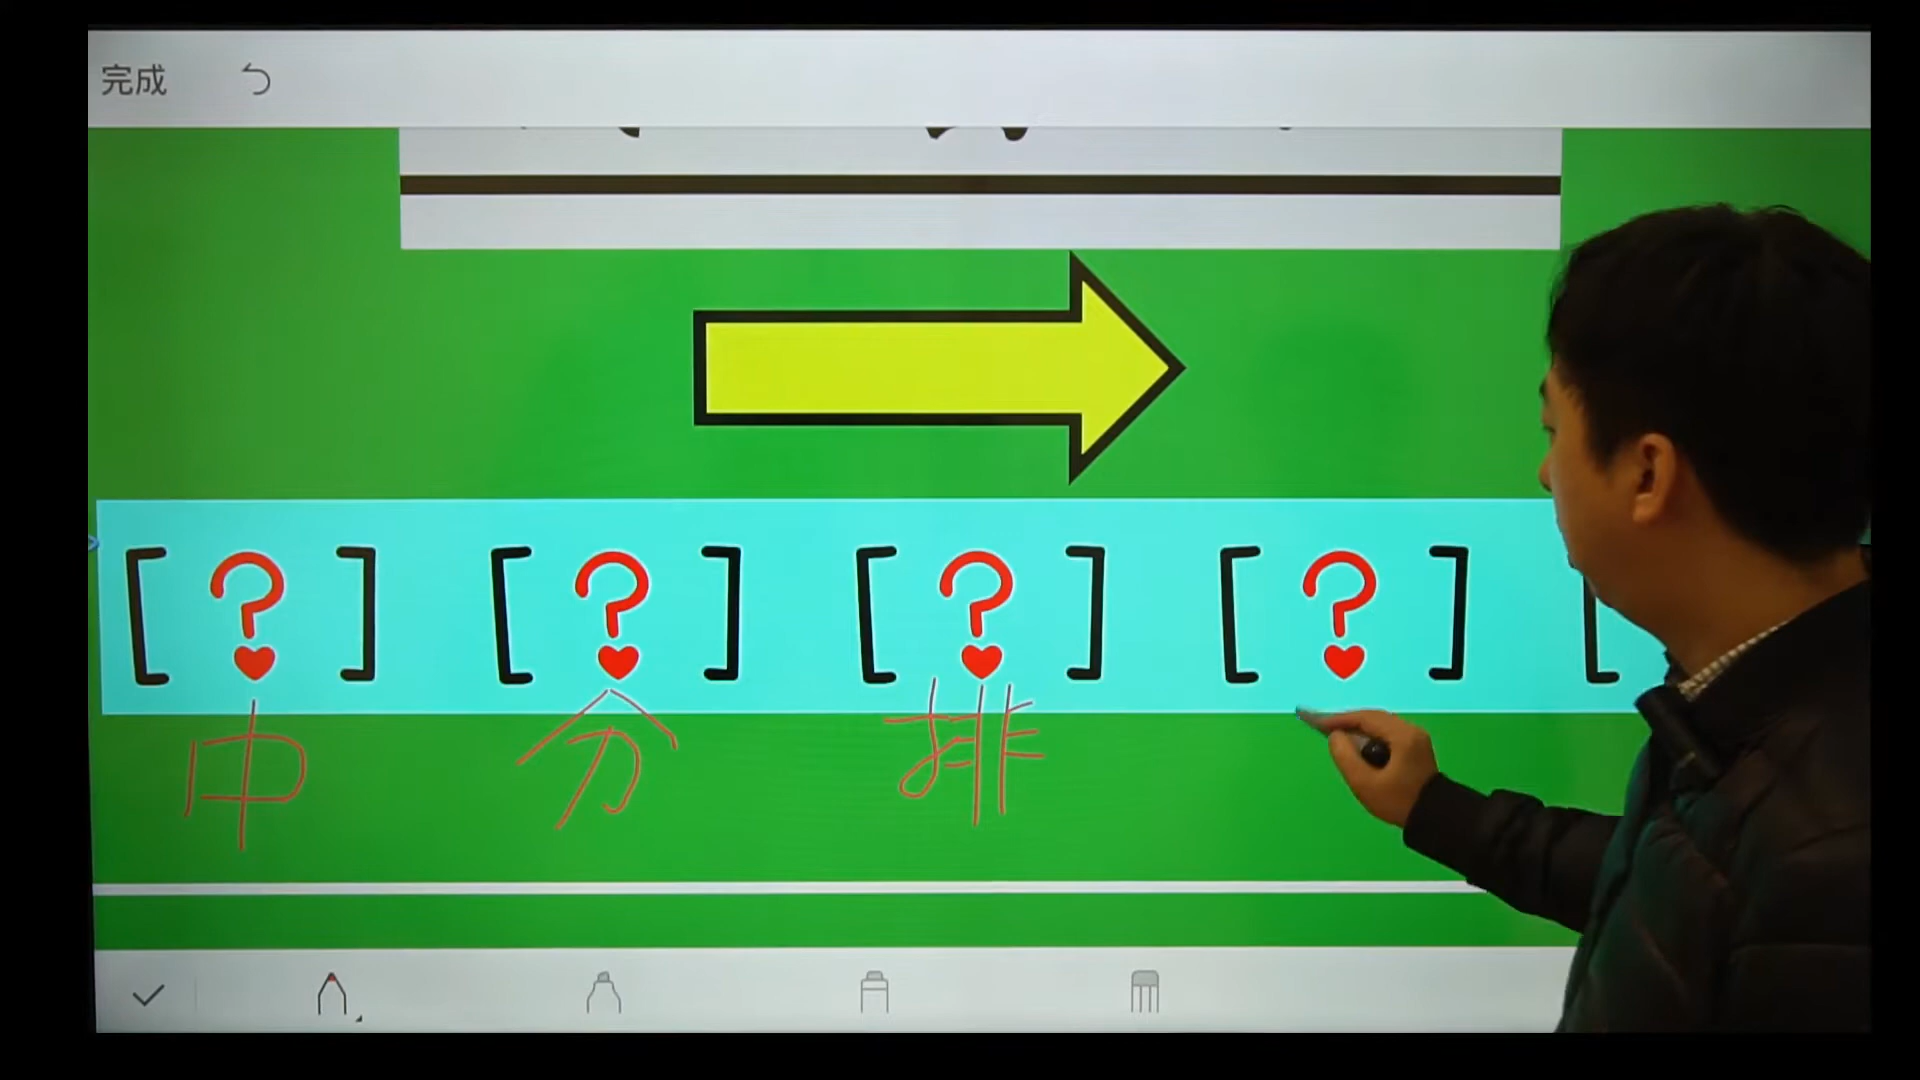 完成
[ ? ] [ ? ] [ ? ] [ ? ] [
中 分 排